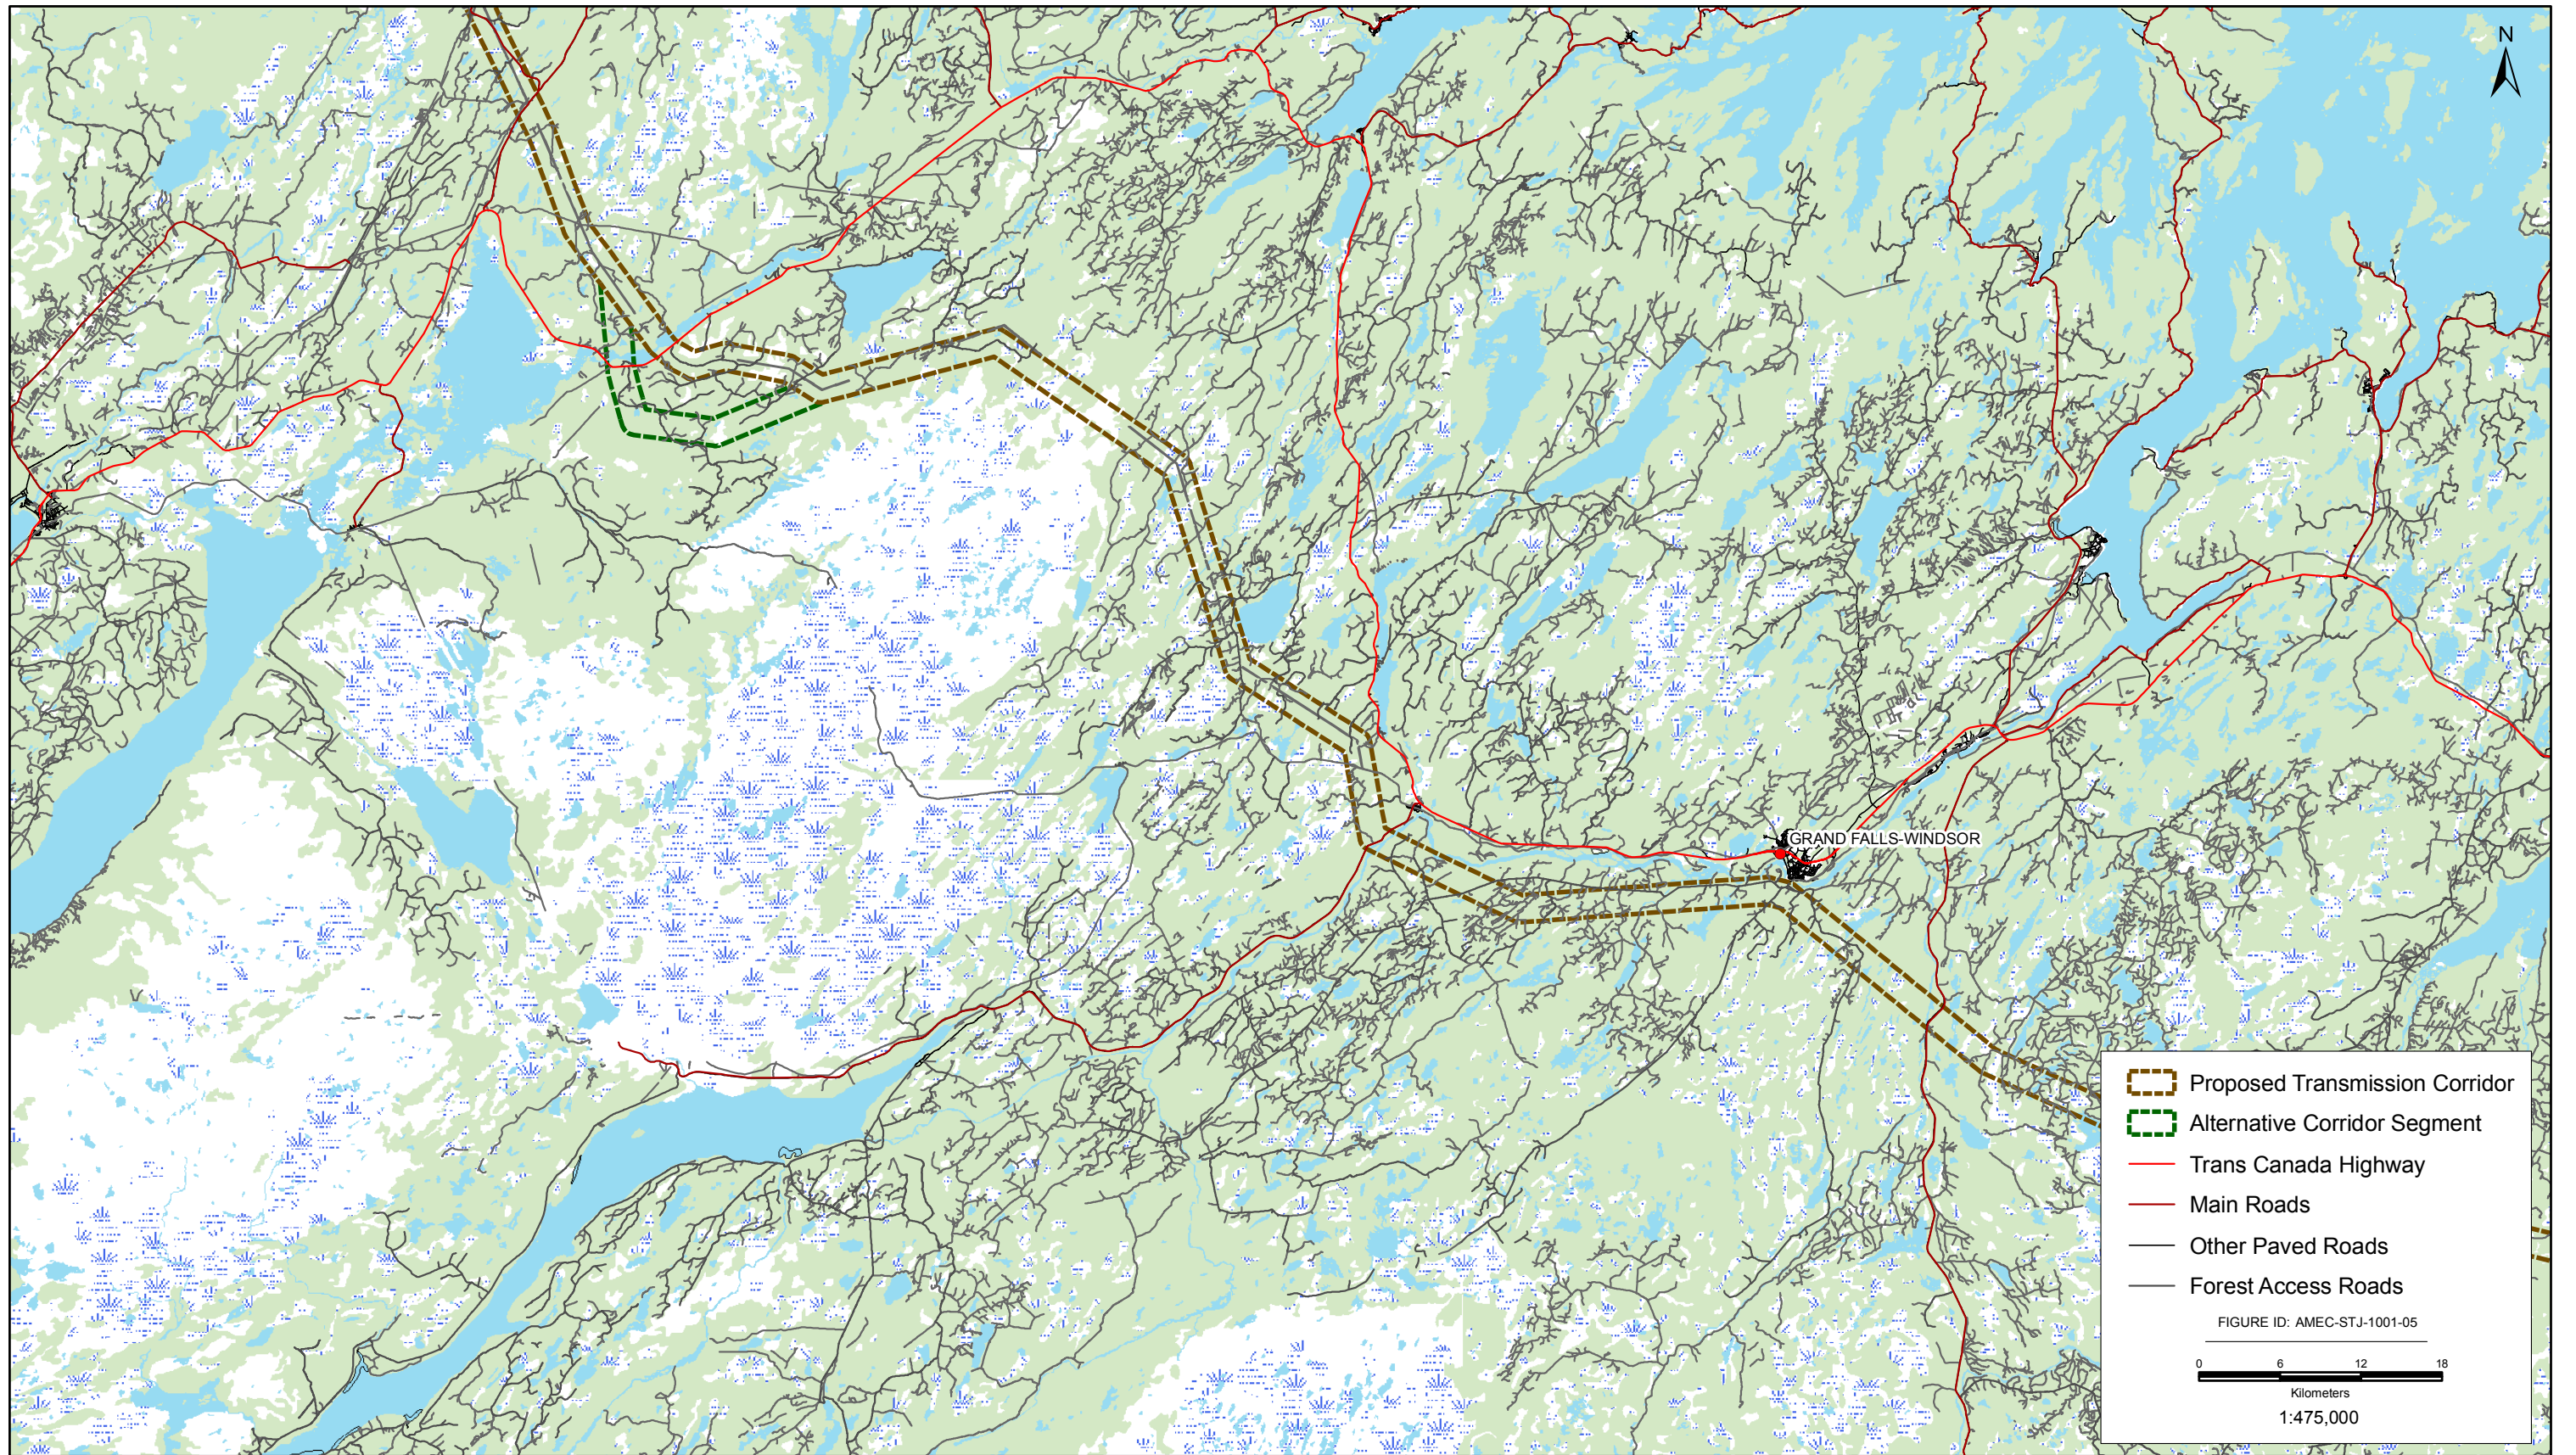 N
GRAND FALLS-WINDSOR
Proposed Transmission Corridor
Alternative Corridor Segment
Trans Canada Highway
Main Roads
Other Paved Roads
Forest Access Roads
FIGURE ID: AMEC-STJ-1001-05
0 6 12 18
Kilometers
1:475,000